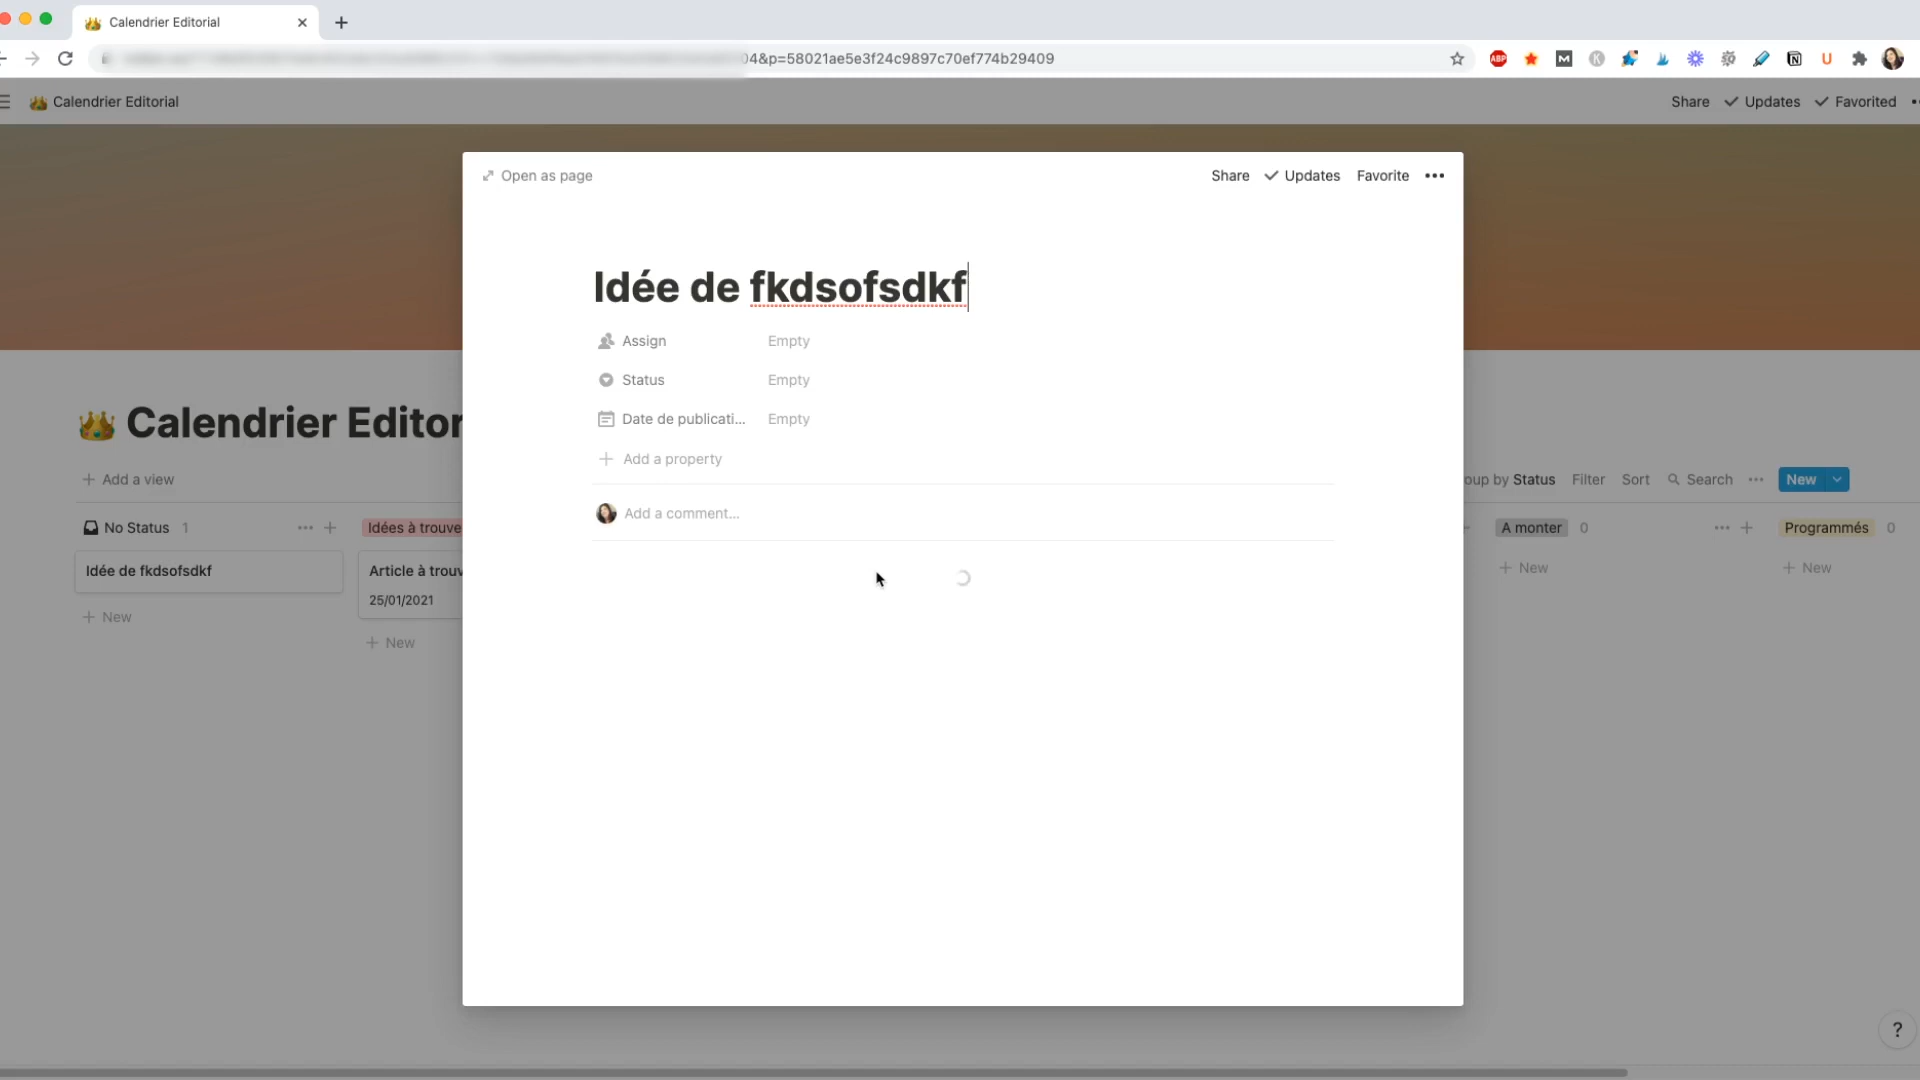 Calendrier Editorial
04&p=58021ae5e3f24c9897c70ef774b29409
ABP
Calendrier Editorial
Share
Updates
Favorited
Open as page
Share
Updates
Favorite
Idée de fkdsofsdkf
Assign
Empty
Status
Empty
Date de publicati...
Empty
Add a property
Add a comment...
Calendrier Editor
Add a view
oup by Status
Filter
Sort
Search
New
No Status 1
Idées à trouve
A monter 0
Programmés 0
Idée de fkdsofsdkf
Article à trouv
25/01/2021
New
New
New
New
?